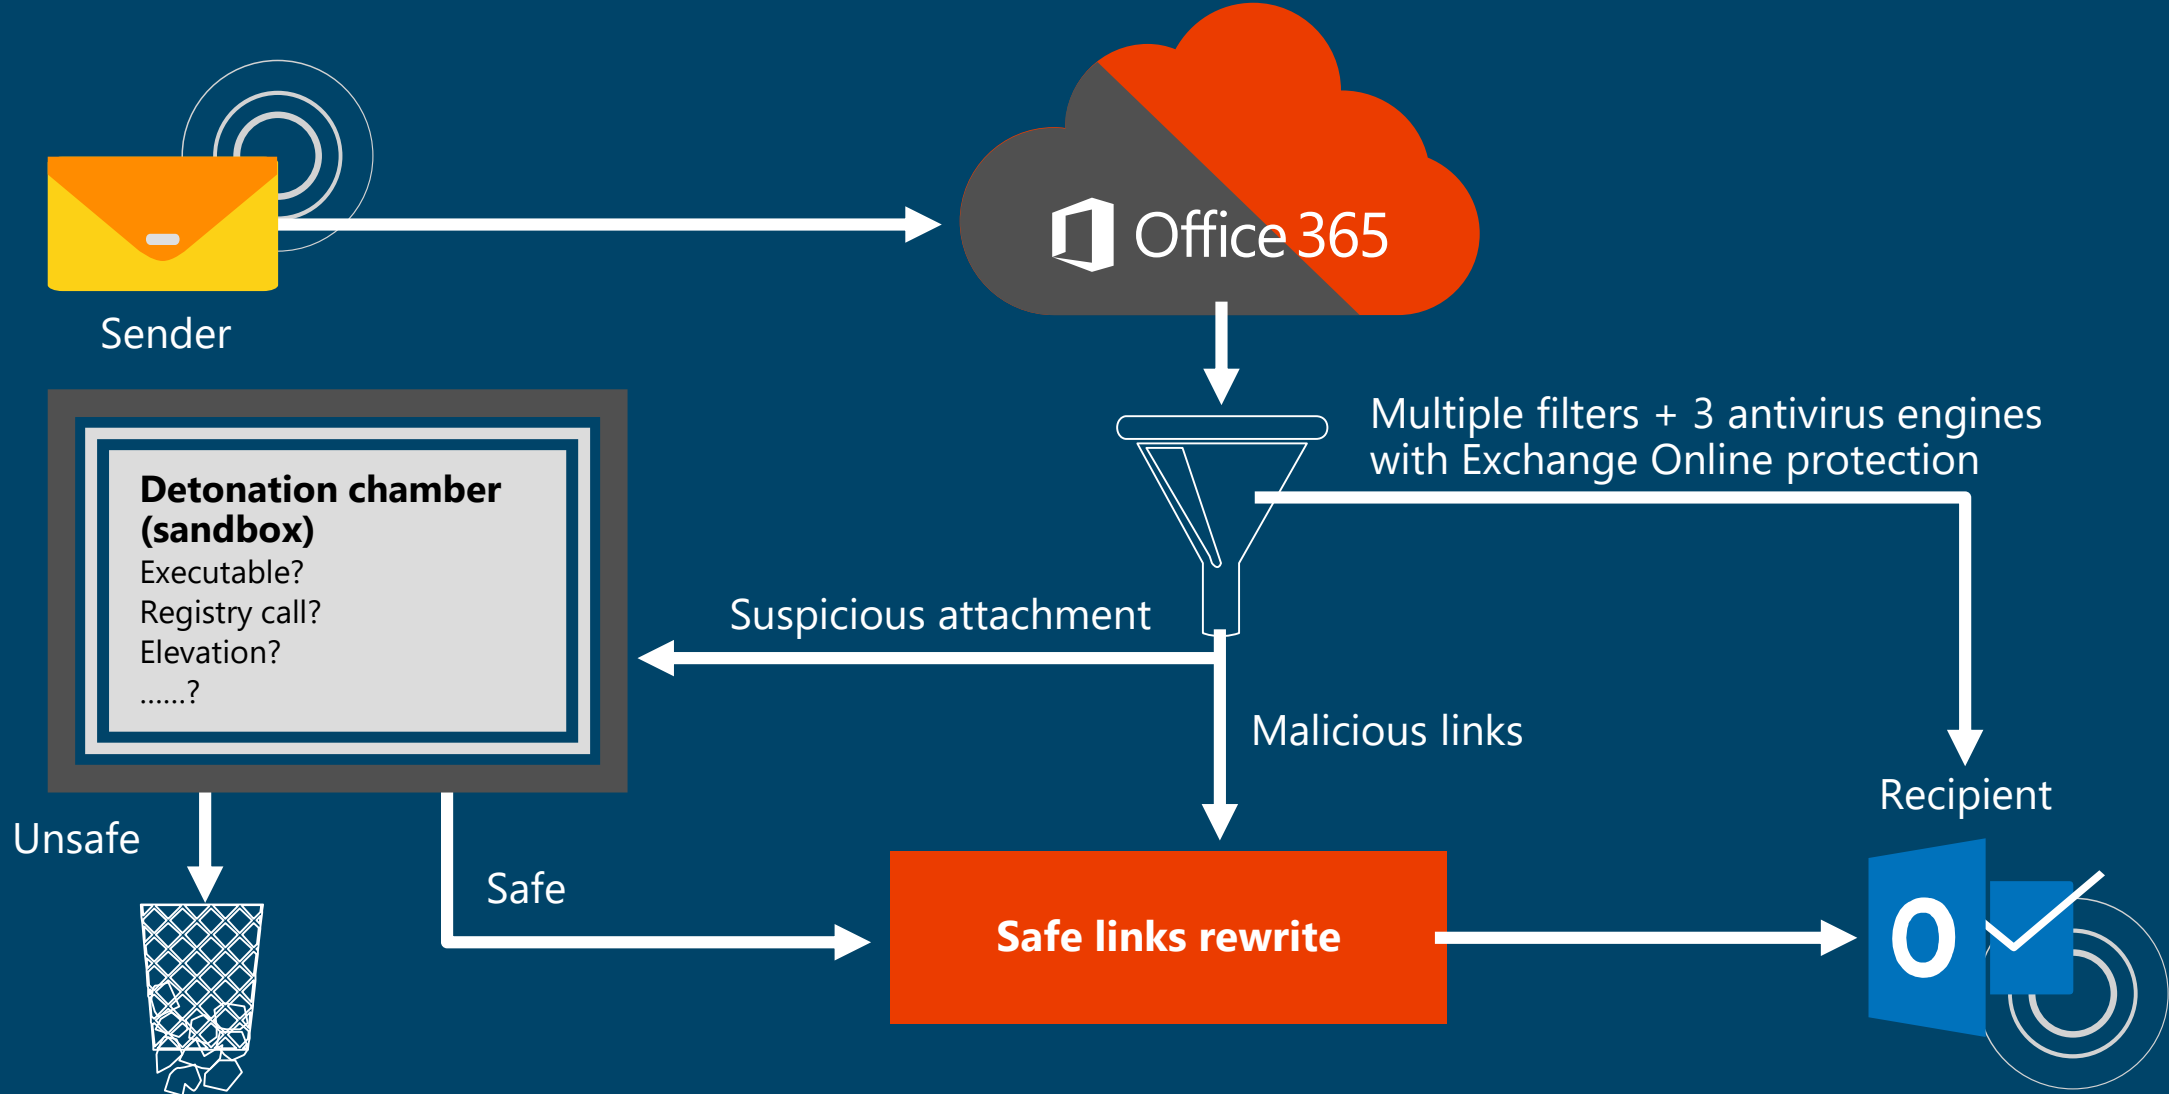 Office 365
Sender
Multiple filters + 3 antivirus engines
with Exchange Online protection
Detonation chamber
(sandbox)
Executable?
Registry call?
Elevation?
......?
Suspicious attachment
Malicious links
Recipient
Unsafe
Safe
Safe links rewrite
O